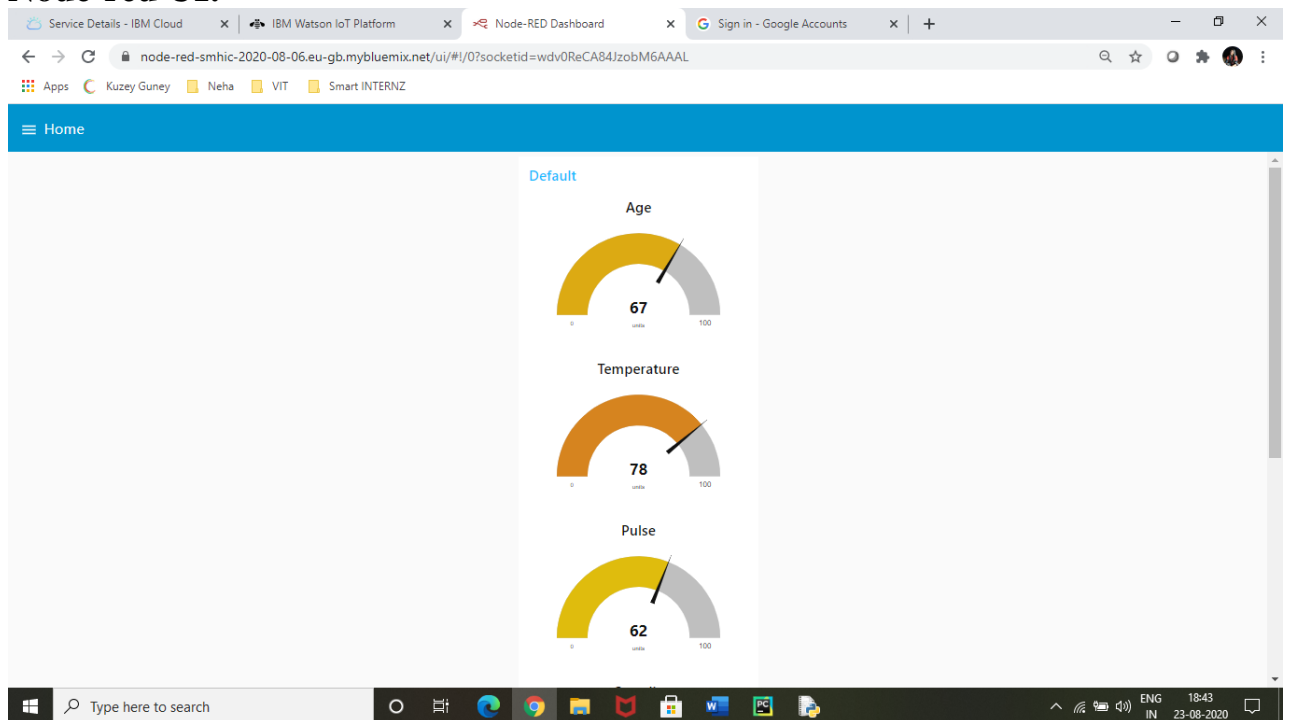 Service Details - IBM Cloud
IBM Watson IoT Platform
Node-RED Dashboard
Sign in - Google Accounts
node-red-smhic-2020-08-06.eu-gb.mybluemix.net/ui/#!/0?socketid=wdv0ReCA84JzobM6AAAL
Apps
Kuzey Guney
Neha
VIT
Smart INTERNZ
Home
Default
Age
67
units
0
100
Temperature
78
units
0
100
Pulse
62
units
0
100
Type here to search
ENG
IN
18:43
23-08-2020